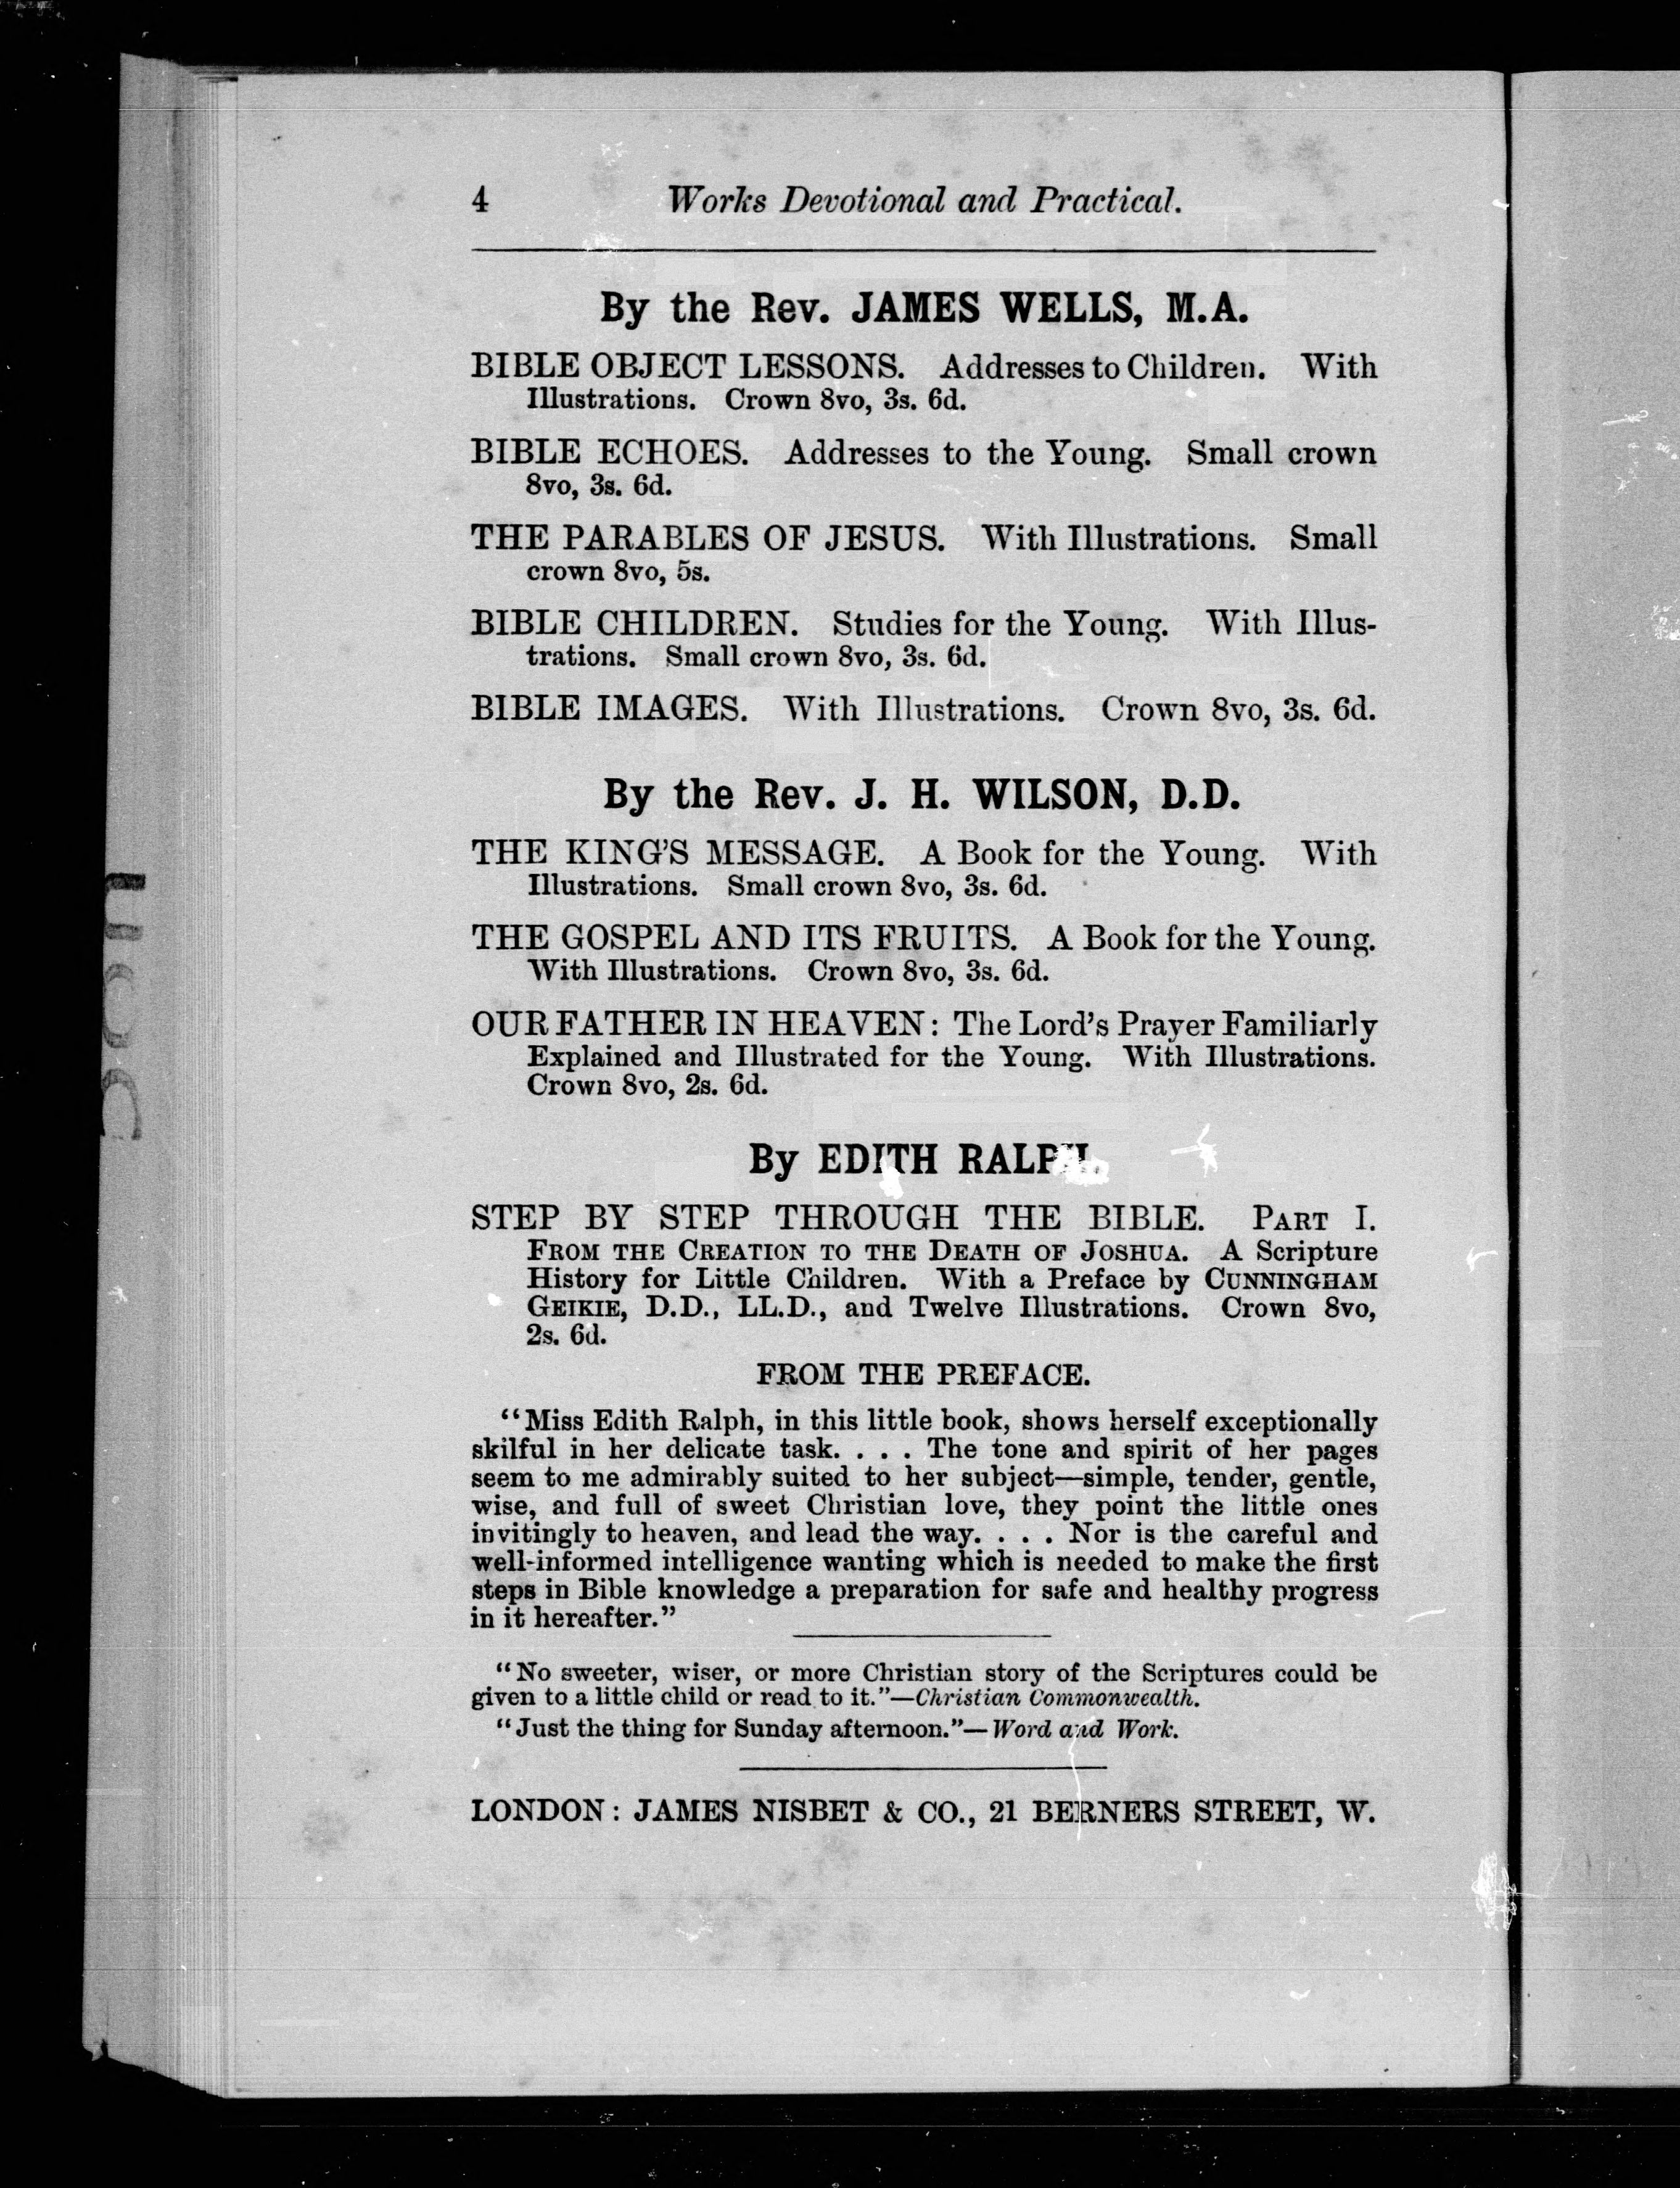 4 Works Devotional and Practical.
By the Rev. JAMES WELLS, M.A.
BIBLE OBJECT LESSONS. Addresses to Children. With
Illustrations. Crown 8vo, 3s. 6d.
BIBLE ECHOES. Addresses to the Young. Small crown
8vo, 3s. 6d.
THE PARABLES OF JESUS. With Illustrations. Small
crown 8vo, 5s.
BIBLE CHILDREN. Studies for the Young. With Illus-
trations. Small crown 8vo, 3s. 6d.
BIBLE IMAGES. With Illustrations. Crown 8vo, 3s. 6d.
By the Rev. J. H. WILSON, D.D.
THE KING'S MESSAGE. A Book for the Young. With
Illustrations. Small crown 8vo, 3s. 6d.
THE GOSPEL AND ITS FRUITS. A Book for the Young.
With Illustrations. Crown 8vo, 3s. 6d.
OUR FATHER IN HEAVEN: The Lord's Prayer Familiarly
Explained and Illustrated for the Young. With Illustrations.
Crown 8vo, 2s. 6d.
By EDITH RALPH.
STEP BY STEP THROUGH THE BIBLE. PART I.
FROM THE CREATION TO THE DEATH OF JOSHUA. A Scripture
History for Little Children. With a Preface by CUNNINGHAM
GEIKIE, D.D., LL.D., and Twelve Illustrations. Crown 8vo,
2s. 6d.
FROM THE PREFACE.
"Miss Edith Ralph, in this little book, shows herself exceptionally
skilful in her delicate task. . . . The tone and spirit of her pages
seem to me admirably suited to her subject—simple, tender, gentle,
wise, and full of sweet Christian love, they point the little ones
invitingly to heaven, and lead the way. . . . Nor is the careful and
well-informed intelligence wanting which is needed to make the first
steps in Bible knowledge a preparation for safe and healthy progress
in it hereafter."
"No sweeter, wiser, or more Christian story of the Scriptures could be
given to a little child or read to it."—Christian Commonwealth.
"Just the thing for Sunday afternoon."—Word and Work.
LONDON: JAMES NISBET & CO., 21 BERNERS STREET, W.